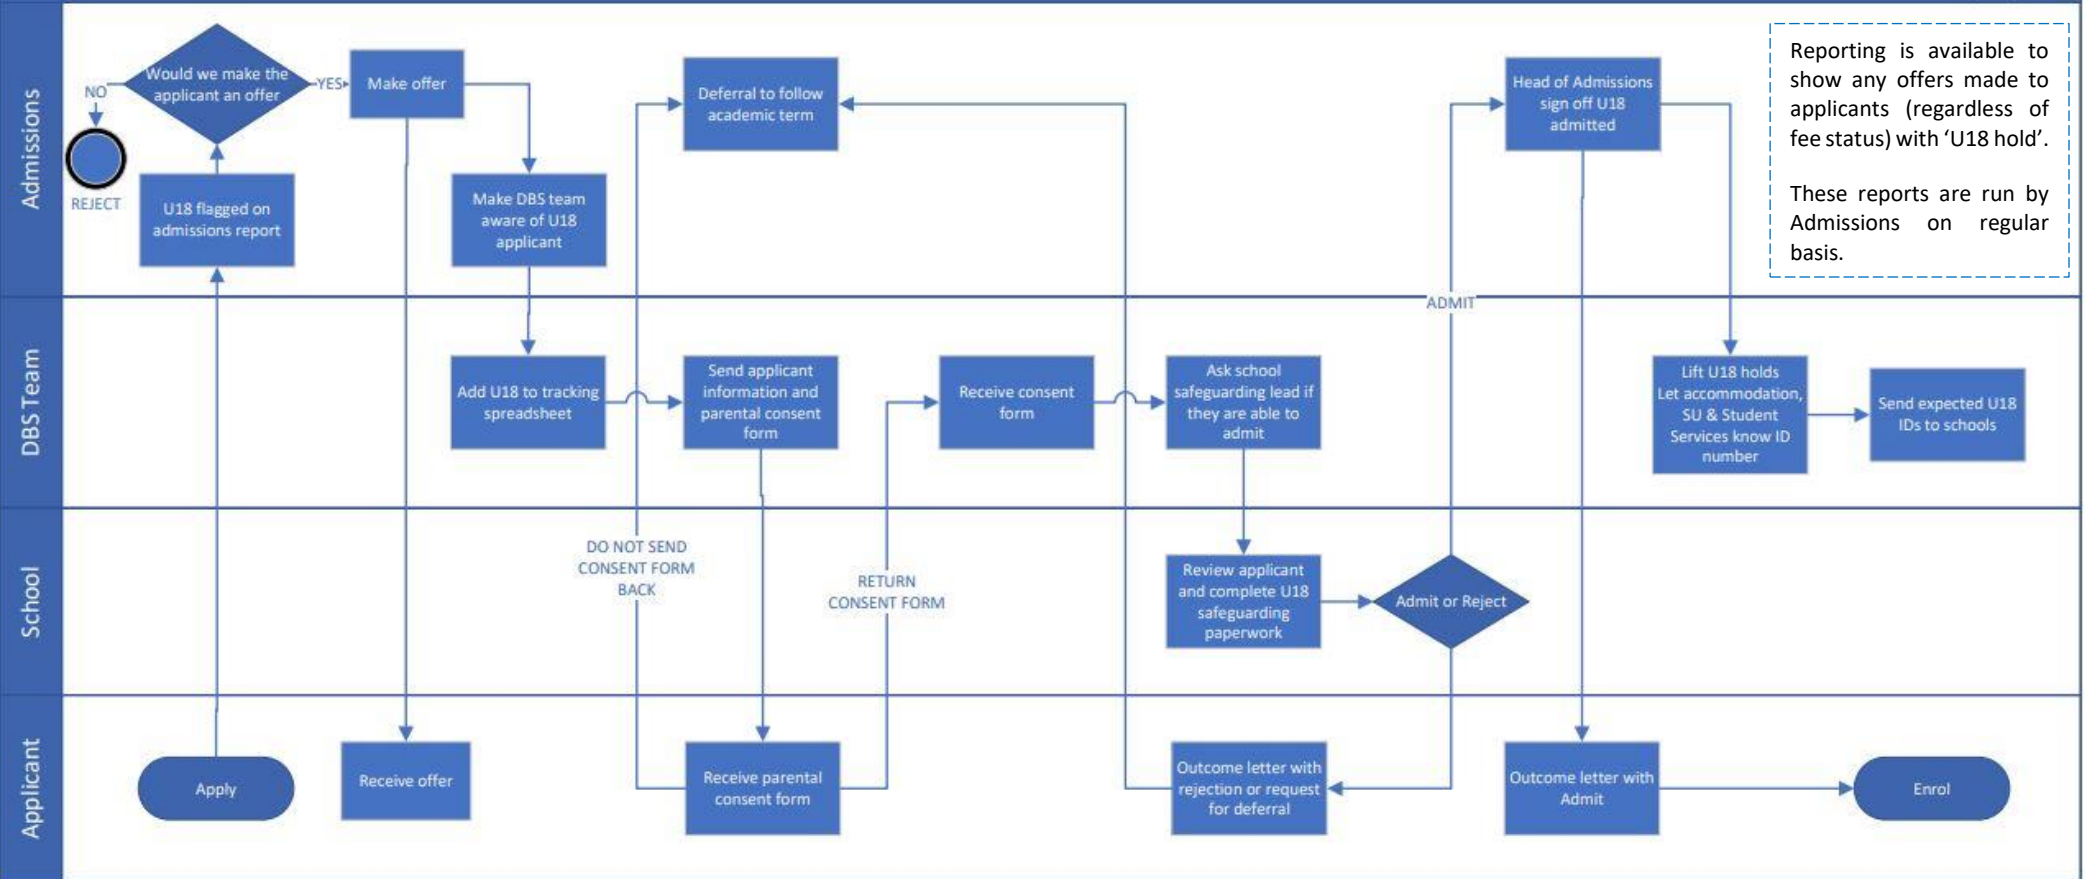 Admissions
Would we make the
applicant an offer
NO
YES
REJECT
U18 flagged on
admissions report
Make offer
Make DBS team
aware of U18
applicant
Deferral to follow
academic term
Head of Admissions
sign off U18
admitted
Reporting is available to
show any offers made to
applicants (regardless of
fee status) with ‘U18 hold’.
These reports are run by
Admissions on regular
basis.
ADMIT
DBS Team
Add U18 to tracking
spreadsheet
Send applicant
information and
parental consent
form
Receive consent
form
Ask school
safeguarding lead if
they are able to
admit
Lift U18 holds
Let accommodation,
SU & Student
Services know ID
number
Send expected U18
IDs to schools
School
DO NOT SEND
CONSENT FORM
BACK
RETURN
CONSENT FORM
Review applicant
and complete U18
safeguarding
paperwork
Admit or Reject
Applicant
Apply
Receive offer
Receive parental
consent form
Outcome letter with
rejection or request
for deferral
Outcome letter with
Admit
Enrol